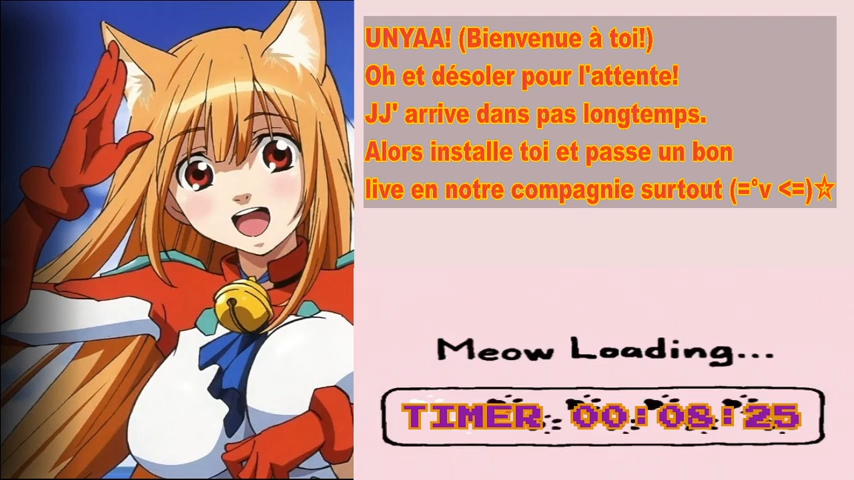 UNYAA! (Bienvenue à toi!)
Oh et désoler pour l'attente!
JJ' arrive dans pas longtemps.
Alors installe toi et passe un bon
live en notre compagnie surtout (=°v <=)☆
Meow Loading...
TIMER 00:08:25